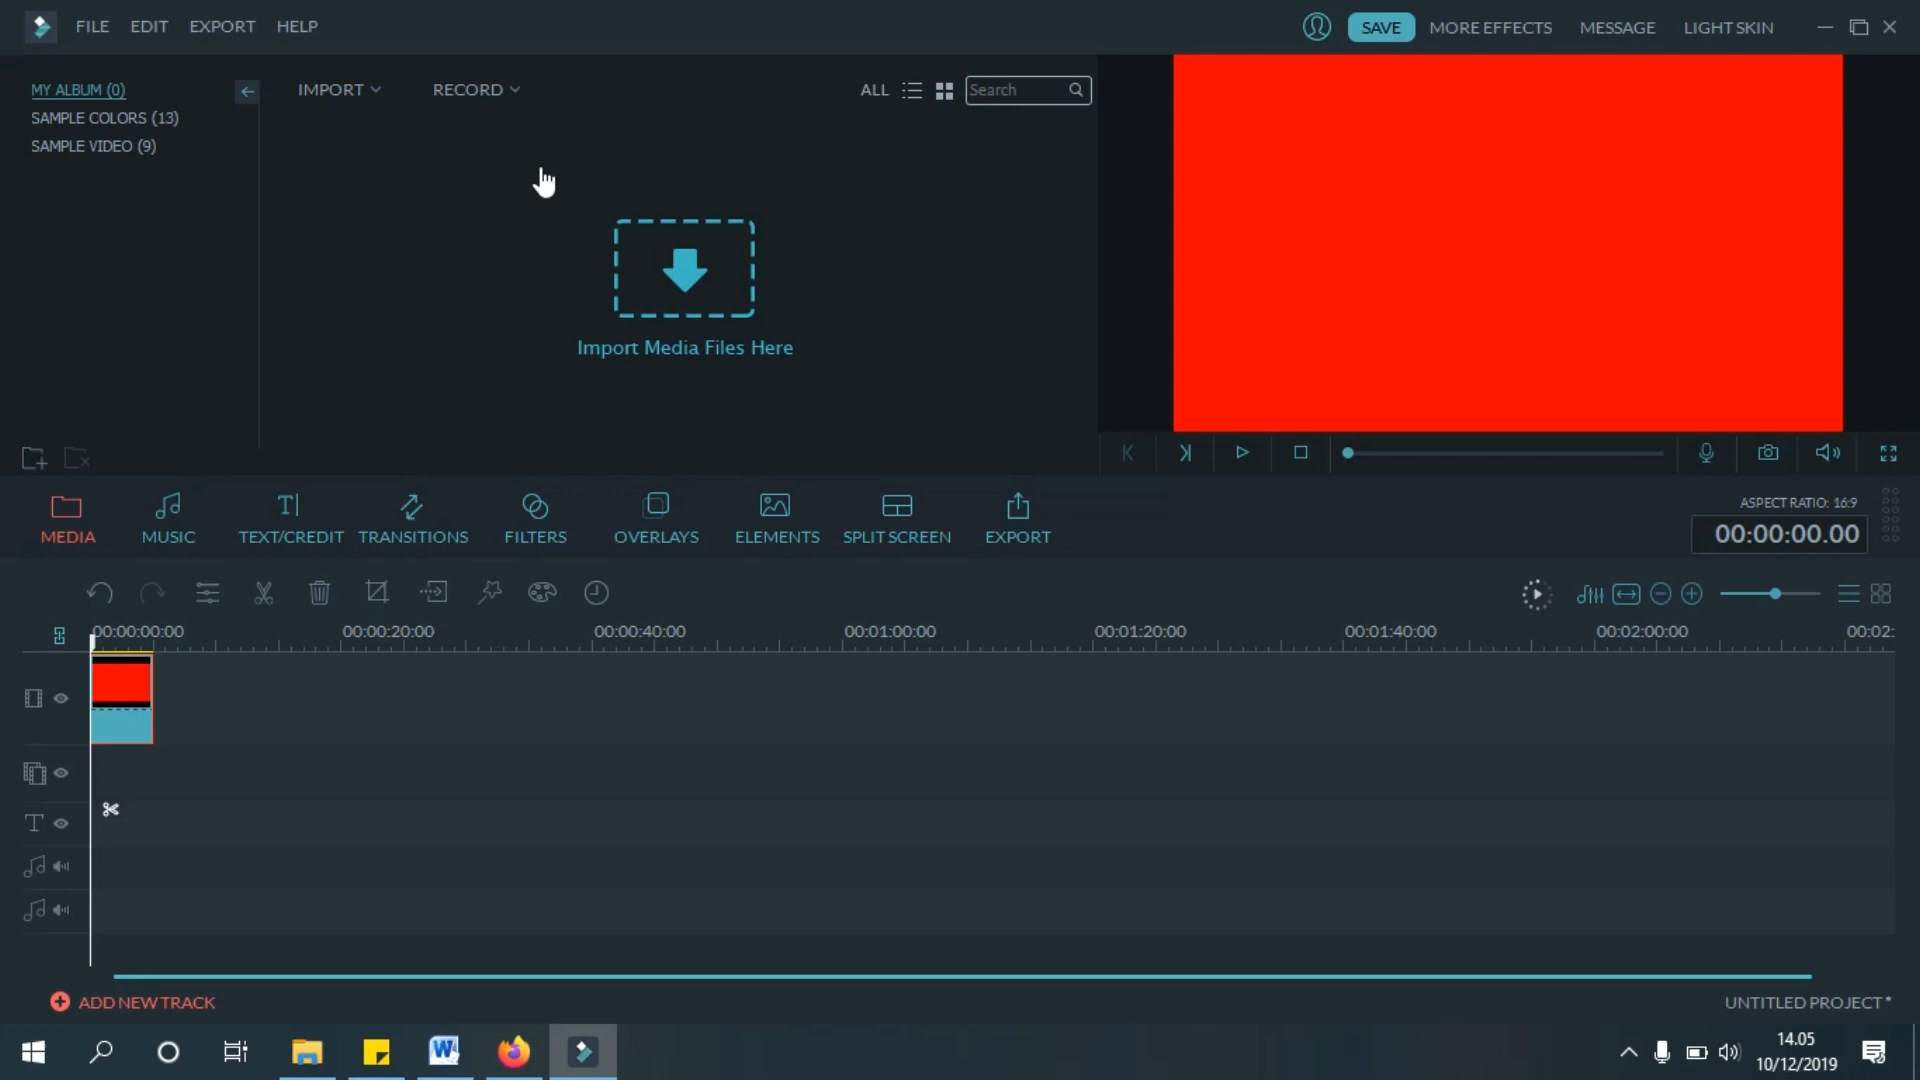 FILE EDIT EXPORT HELP
SAVE MORE EFFECTS MESSAGE LIGHT SKIN
MY ALBUM (0)
SAMPLE COLORS (13)
SAMPLE VIDEO (9)
IMPORT RECORD ALL Search
Import Media Files Here
MEDIA MUSIC TEXT/CREDIT TRANSITIONS FILTERS OVERLAYS ELEMENTS SPLIT SCREEN EXPORT
ASPECT RATIO: 16:9
00:00:00.00
00:00:00:00 00:00:20:00 00:00:40:00 00:01:00:00 00:01:20:00 00:01:40:00 00:02:00:00 00:02:
ADD NEW TRACK
UNTITLED PROJECT *
14.05
10/12/2019